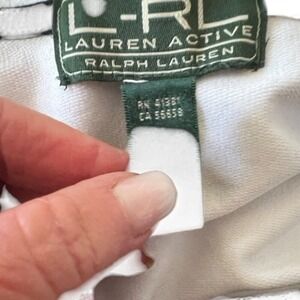 L-RL
LAUREN ACTIVE
RALPH LAUREN
RN 41381
CA 56658